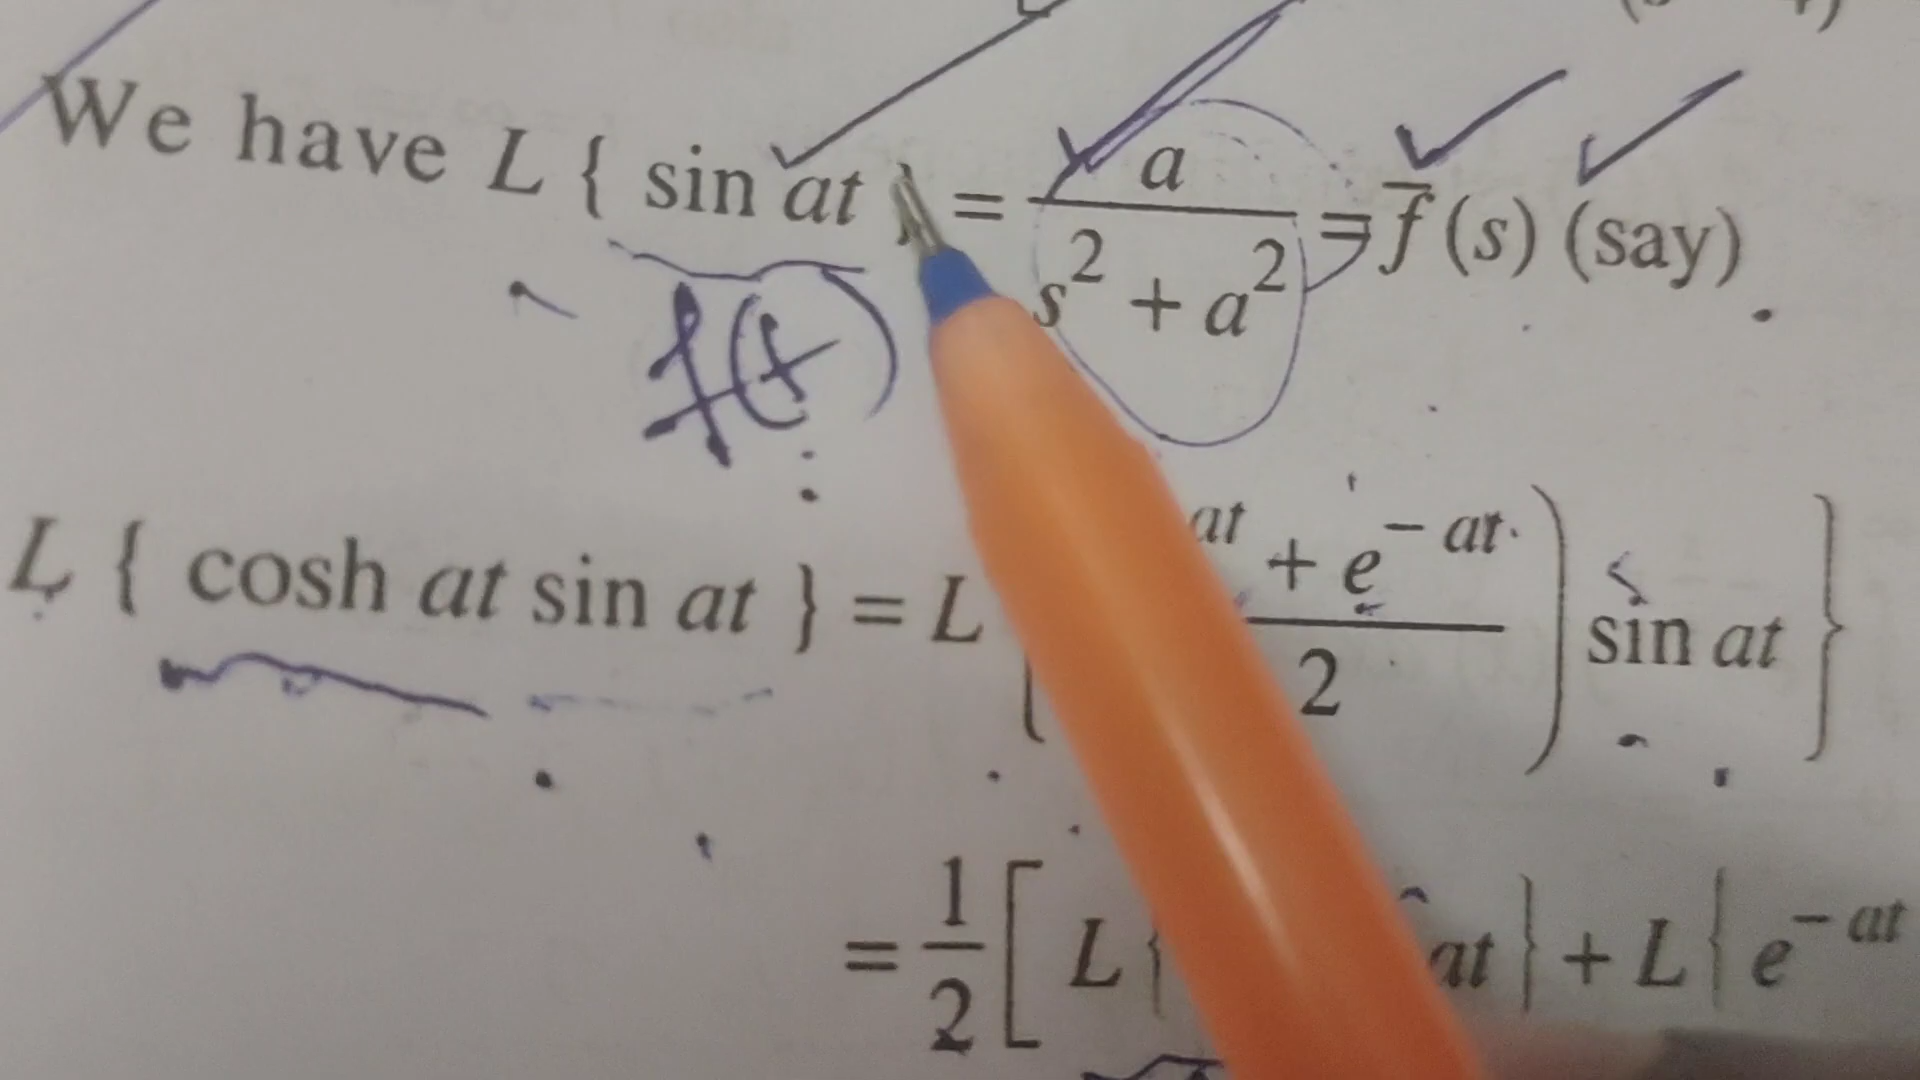 We have L { sin at } = a / s² + a² = f̅ (s) (say)
f(t)
L { cosh at sin at } = L at + e⁻ at / 2 ) sin at }
= 1/2 [ L { at } + L { e⁻ at